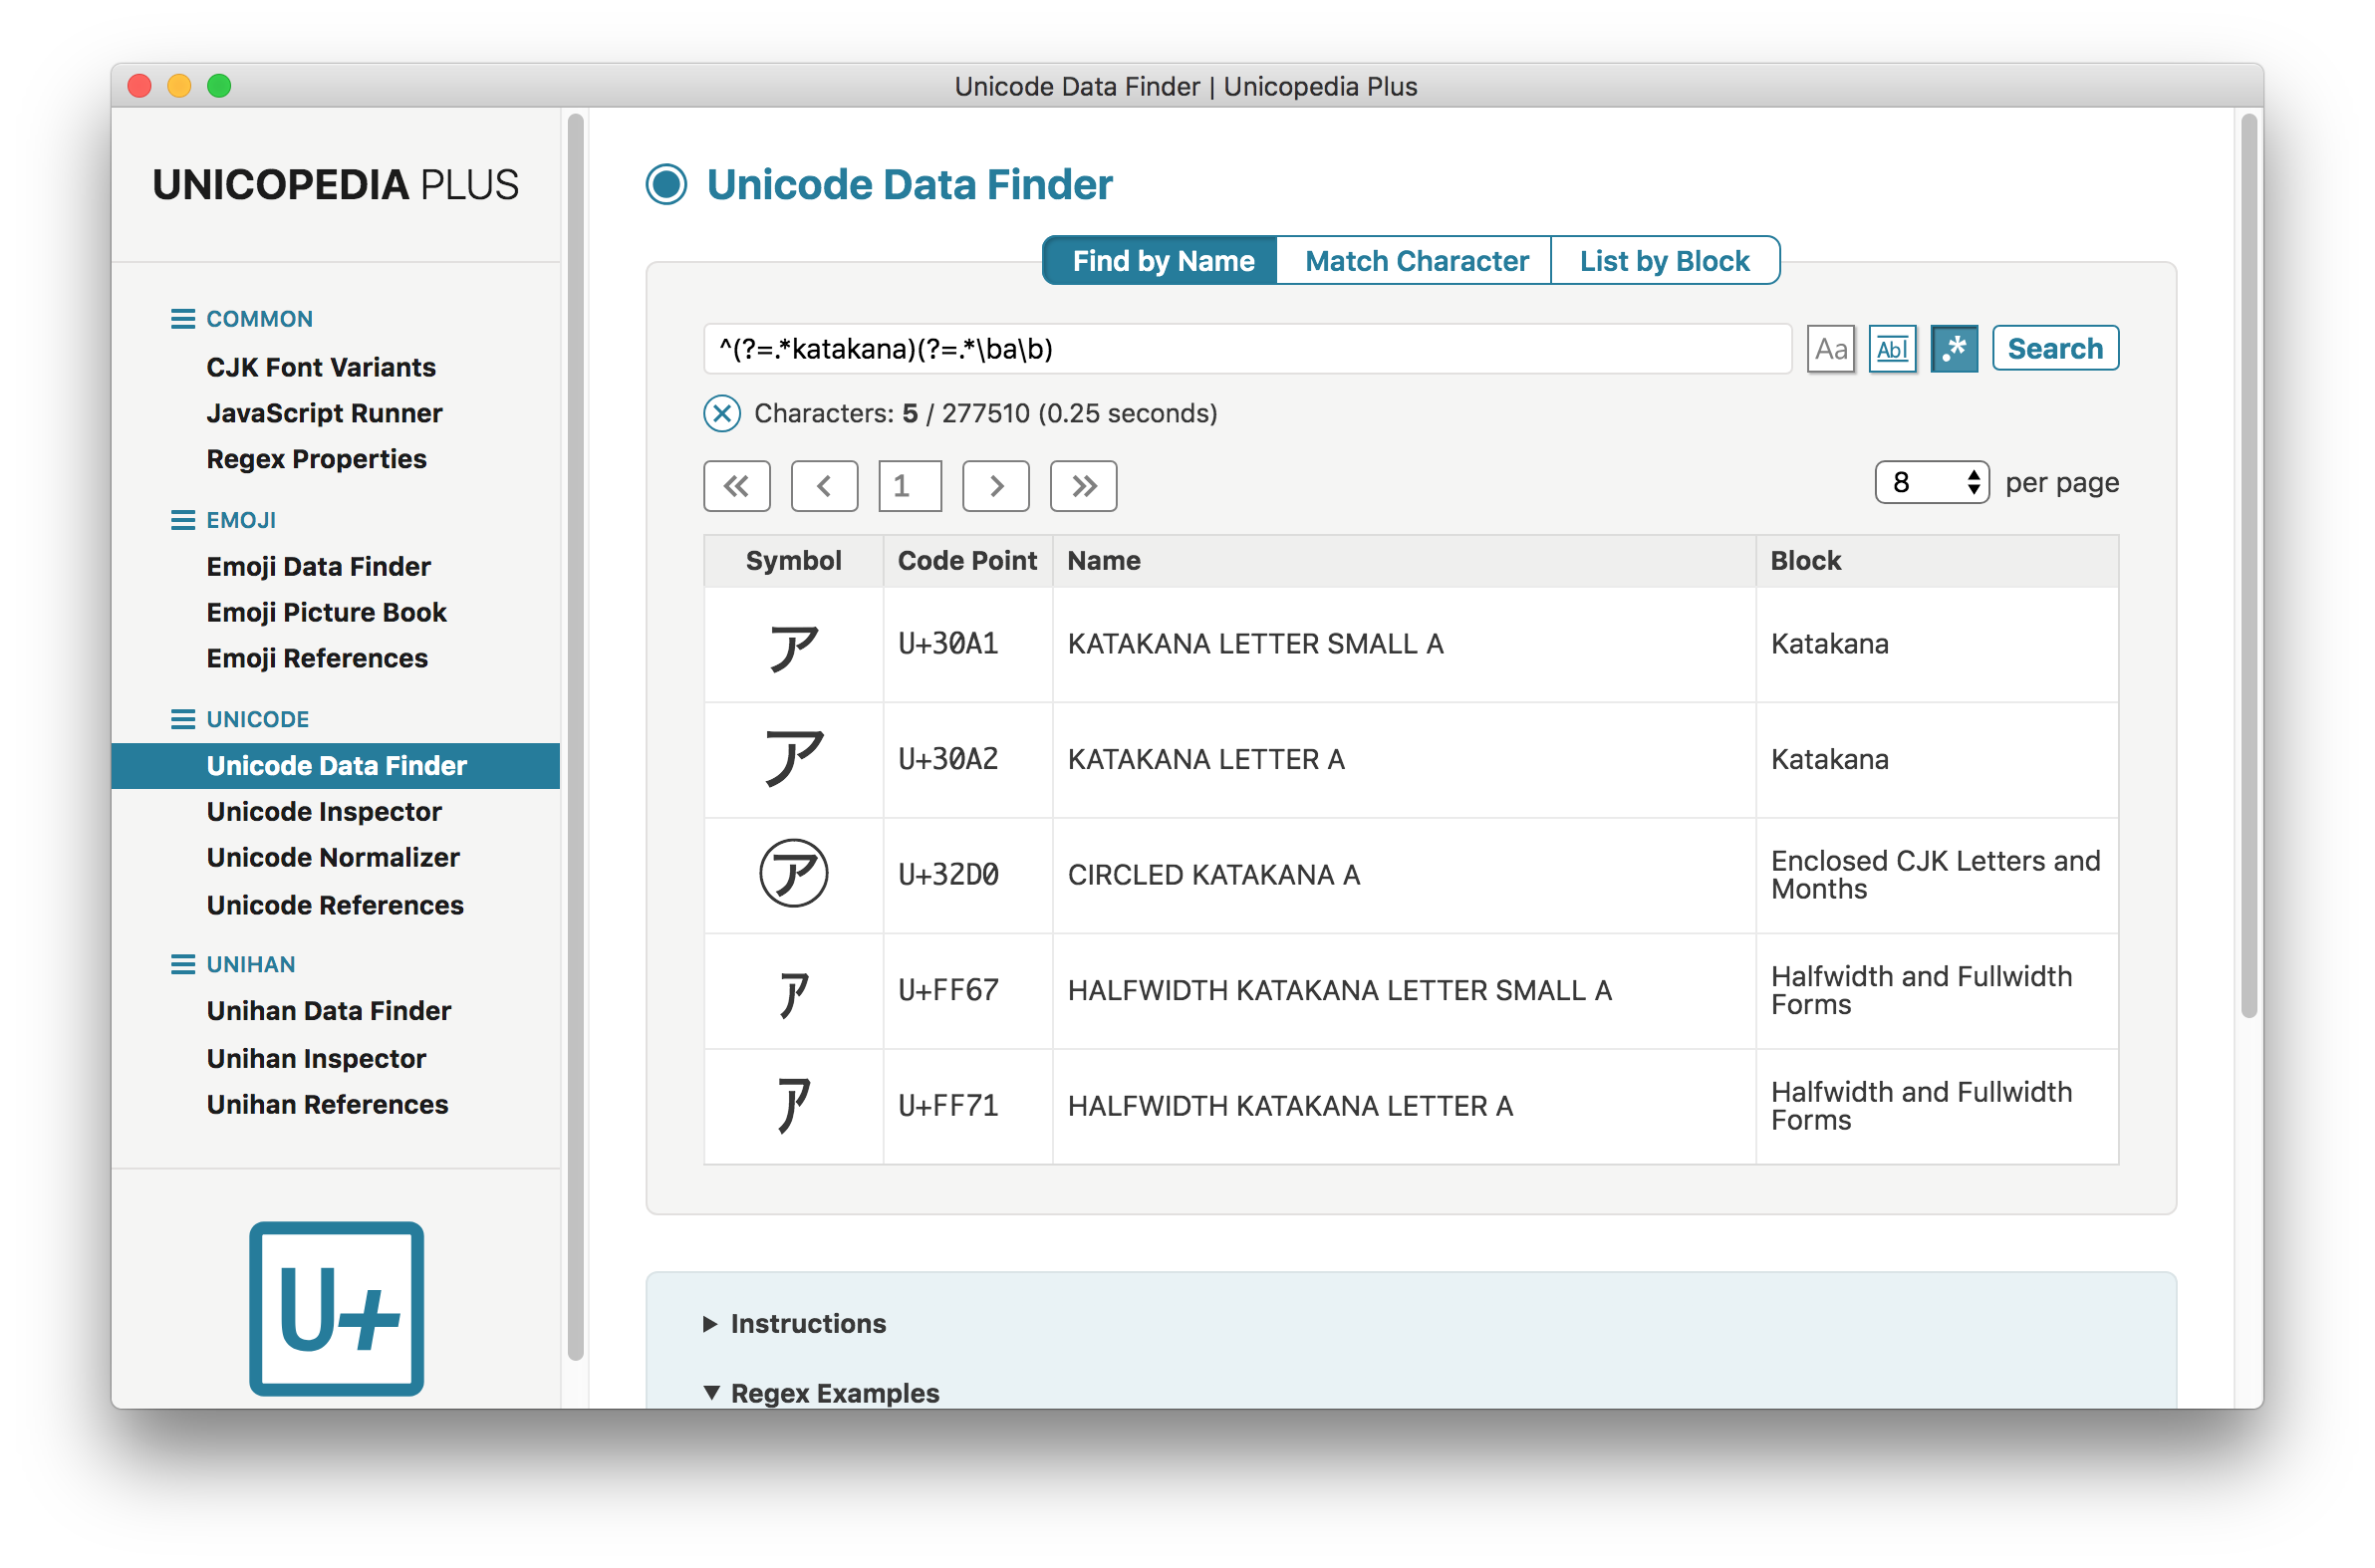 Unicode Data Finder | Unicopedia Plus
UNICOPEDIA PLUS
COMMON
CJK Font Variants
JavaScript Runner
Regex Properties
EMOJI
Emoji Data Finder
Emoji Picture Book
Emoji References
UNICODE
Unicode Data Finder
Unicode Inspector
Unicode Normalizer
Unicode References
UNIHAN
Unihan Data Finder
Unihan Inspector
Unihan References
U+
Unicode Data Finder
Find by Name Match Character List by Block
^(?=.*katakana)(?=.*\ba\b) Aa Abl .* Search
Characters: 5 / 277510 (0.25 seconds)
« ‹ 1 › » 8 per page
Symbol Code Point Name Block
ァ U+30A1 KATAKANA LETTER SMALL A Katakana
ア U+30A2 KATAKANA LETTER A Katakana
㋐ U+32D0 CIRCLED KATAKANA A Enclosed CJK Letters and
Months
ｧ U+FF67 HALFWIDTH KATAKANA LETTER SMALL A Halfwidth and Fullwidth
Forms
ｱ U+FF71 HALFWIDTH KATAKANA LETTER A Halfwidth and Fullwidth
Forms
Instructions
Regex Examples